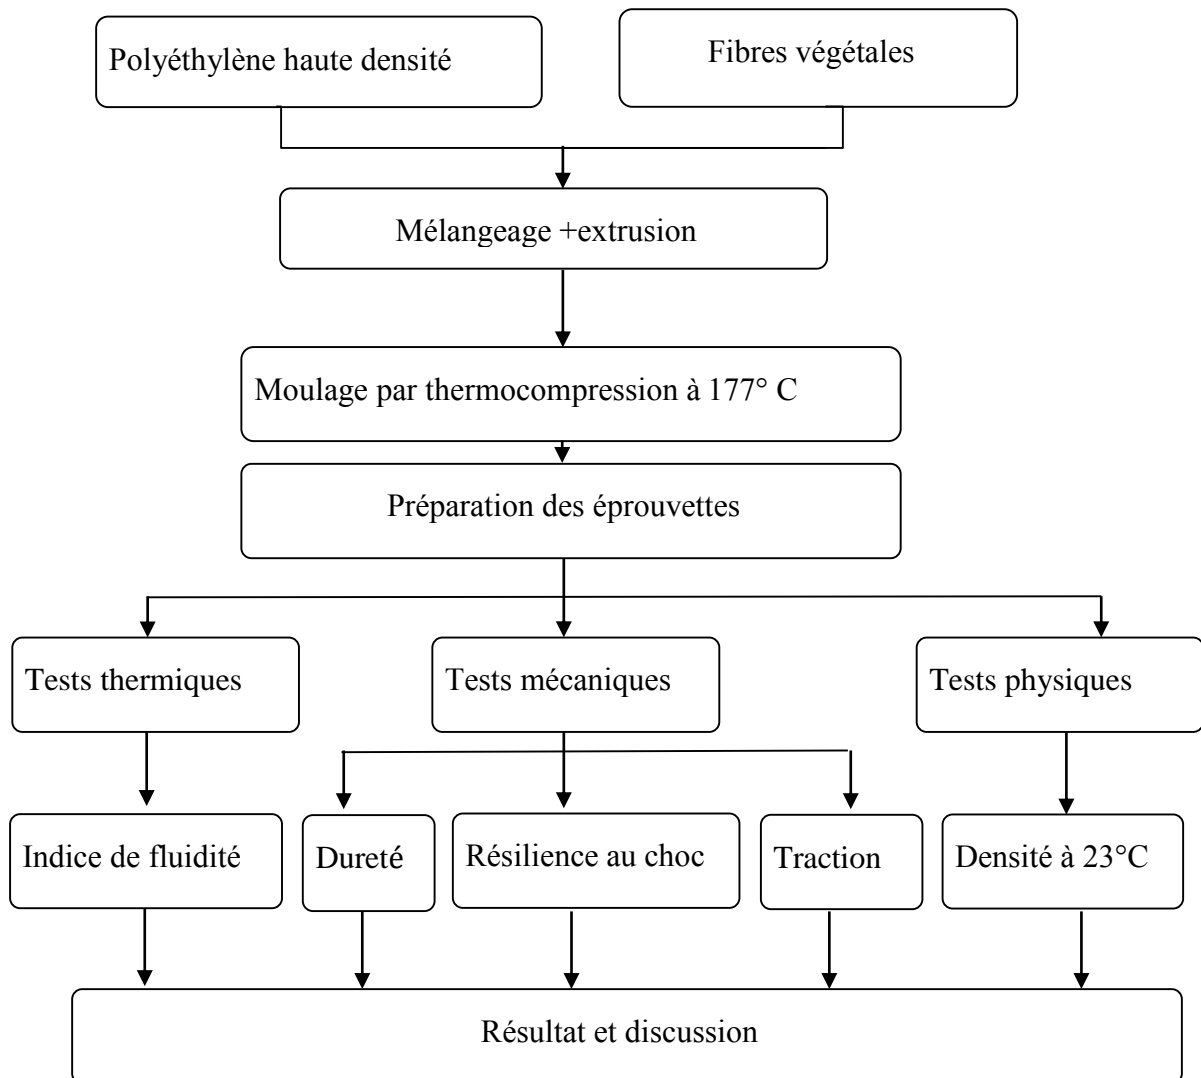 Polyéthylène haute densité
Fibres végétales
Mélangeage +extrusion
Moulage par thermocompression à 177° C
Préparation des éprouvettes
Tests thermiques
Tests mécaniques
Tests physiques
Indice de fluidité
Dureté
Résilience au choc
Traction
Densité à 23°C
Résultat et discussion